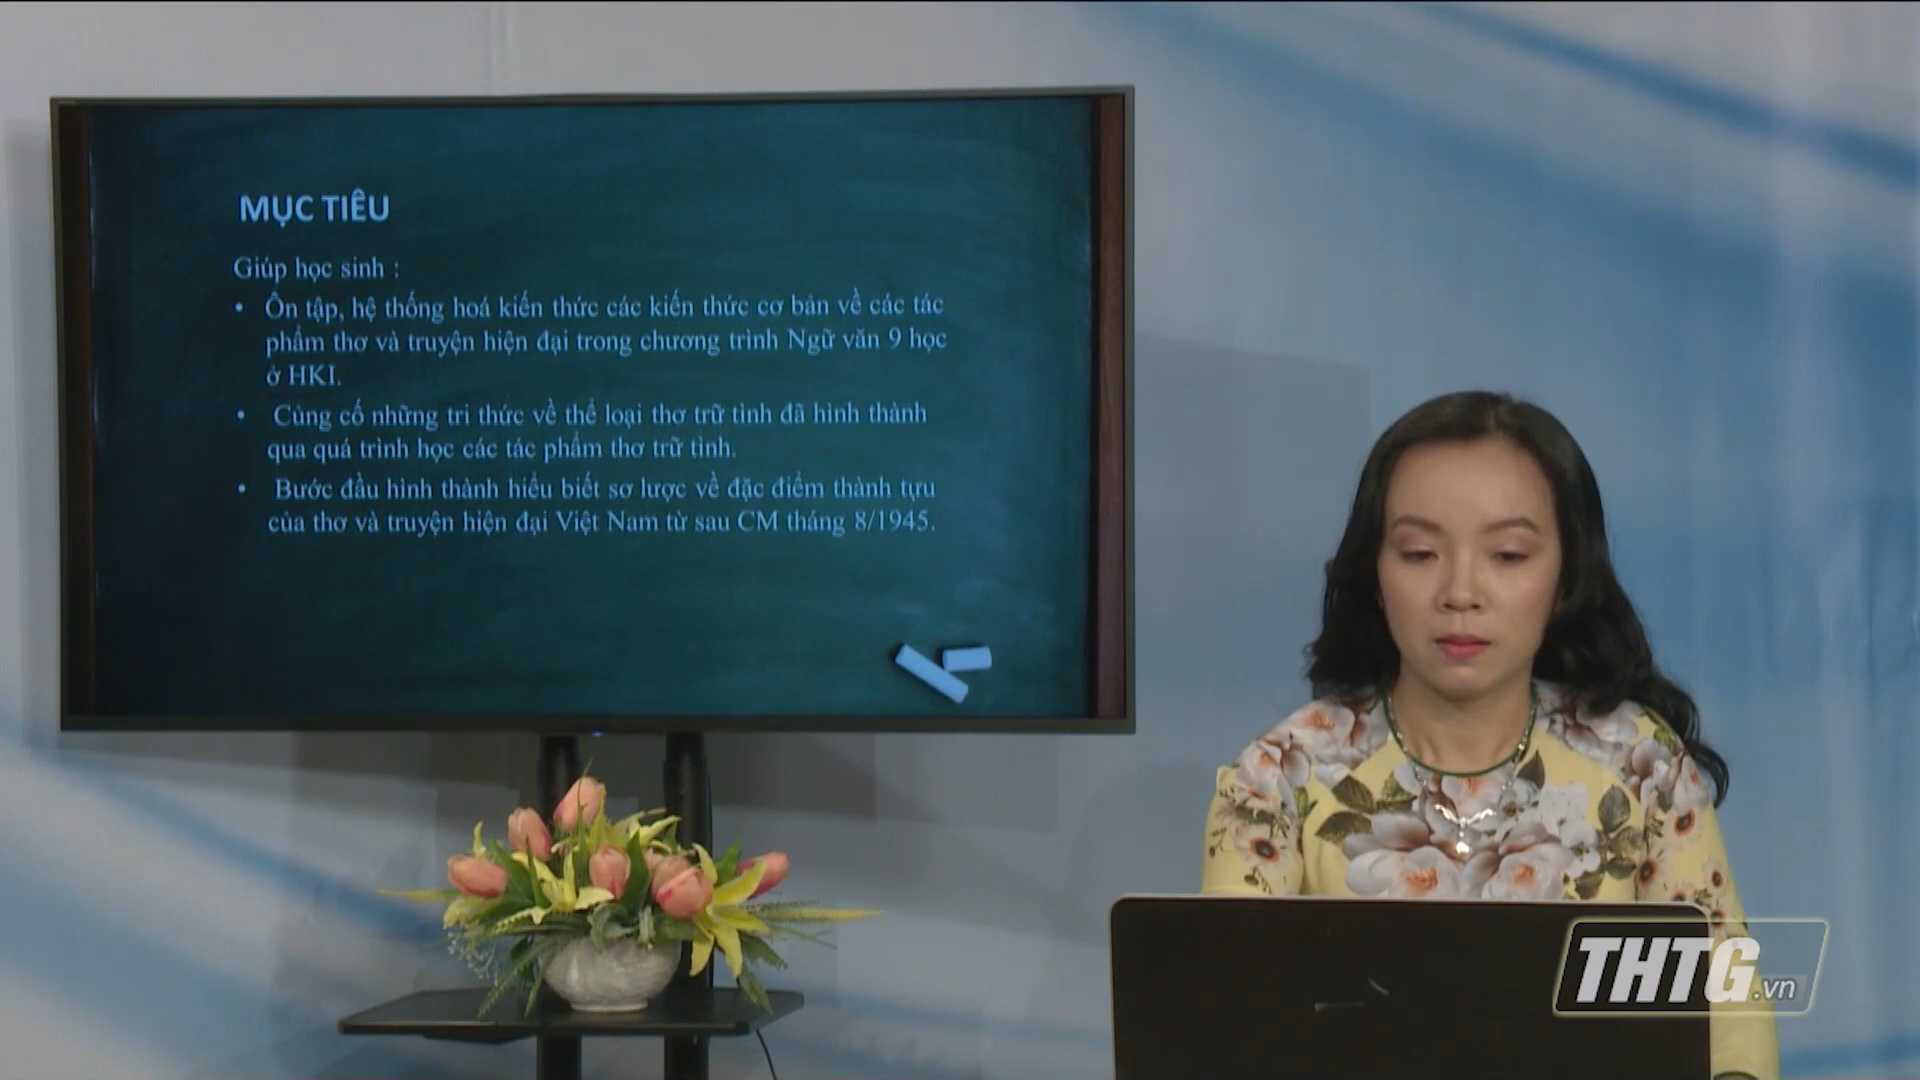 MỤC TIÊU
Giúp học sinh :
• Ôn tập, hệ thống hoá kiến thức các kiến thức cơ bản về các tác
phẩm thơ và truyện hiện đại trong chương trình Ngữ văn 9 học
ở HKI.
• Củng cố những tri thức về thể loại thơ trữ tình đã hình thành
qua quá trình học các tác phẩm thơ trữ tình.
• Bước đầu hình thành hiểu biết sơ lược về đặc điểm thành tựu
của thơ và truyện hiện đại Việt Nam từ sau CM tháng 8/1945.
THTG.vn